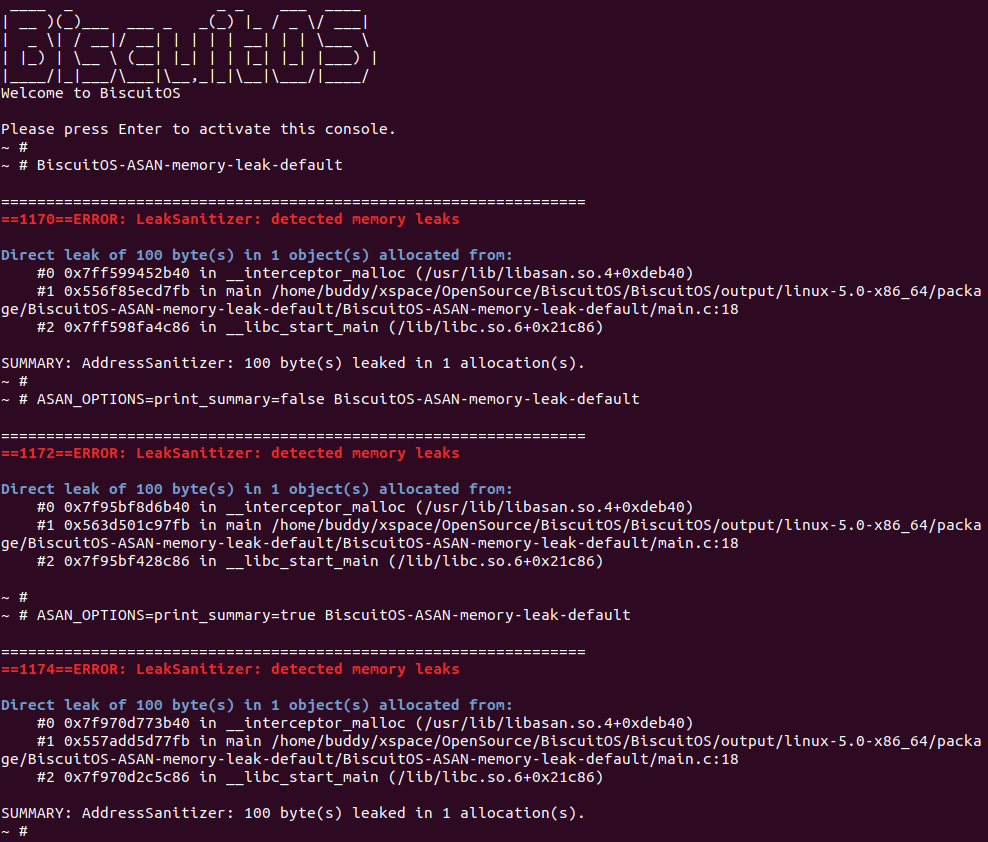 ____  _                _ _    ___  ____
| __ )(_)___  ___ _   _(_) |_ / _ \/ ___|
|  _ \| / __|/ __| | | | | __| | | \___ \
| |_) | \__ \ (__| |_| | | |_| |_| |___) |
|____/|_|___/\___|\__,_|_|\__|\___/|____/
Welcome to BiscuitOS
Please press Enter to activate this console.
~ #
~ # BiscuitOS-ASAN-memory-leak-default
=================================================================
==1170==ERROR: LeakSanitizer: detected memory leaks
Direct leak of 100 byte(s) in 1 object(s) allocated from:
    #0 0x7ff599452b40 in __interceptor_malloc (/usr/lib/libasan.so.4+0xdeb40)
    #1 0x556f85ecd7fb in main /home/buddy/xspace/OpenSource/BiscuitOS/BiscuitOS/output/linux-5.0-x86_64/packa
ge/BiscuitOS-ASAN-memory-leak-default/BiscuitOS-ASAN-memory-leak-default/main.c:18
    #2 0x7ff598fa4c86 in __libc_start_main (/lib/libc.so.6+0x21c86)
SUMMARY: AddressSanitizer: 100 byte(s) leaked in 1 allocation(s).
~ #
~ # ASAN_OPTIONS=print_summary=false BiscuitOS-ASAN-memory-leak-default
=================================================================
==1172==ERROR: LeakSanitizer: detected memory leaks
Direct leak of 100 byte(s) in 1 object(s) allocated from:
    #0 0x7f95bf8d6b40 in __interceptor_malloc (/usr/lib/libasan.so.4+0xdeb40)
    #1 0x563d501c97fb in main /home/buddy/xspace/OpenSource/BiscuitOS/BiscuitOS/output/linux-5.0-x86_64/packa
ge/BiscuitOS-ASAN-memory-leak-default/BiscuitOS-ASAN-memory-leak-default/main.c:18
    #2 0x7f95bf428c86 in __libc_start_main (/lib/libc.so.6+0x21c86)
~ #
~ # ASAN_OPTIONS=print_summary=true BiscuitOS-ASAN-memory-leak-default
=================================================================
==1174==ERROR: LeakSanitizer: detected memory leaks
Direct leak of 100 byte(s) in 1 object(s) allocated from:
    #0 0x7f970d773b40 in __interceptor_malloc (/usr/lib/libasan.so.4+0xdeb40)
    #1 0x557add5d77fb in main /home/buddy/xspace/OpenSource/BiscuitOS/BiscuitOS/output/linux-5.0-x86_64/packa
ge/BiscuitOS-ASAN-memory-leak-default/BiscuitOS-ASAN-memory-leak-default/main.c:18
    #2 0x7f970d2c5c86 in __libc_start_main (/lib/libc.so.6+0x21c86)
SUMMARY: AddressSanitizer: 100 byte(s) leaked in 1 allocation(s).
~ #